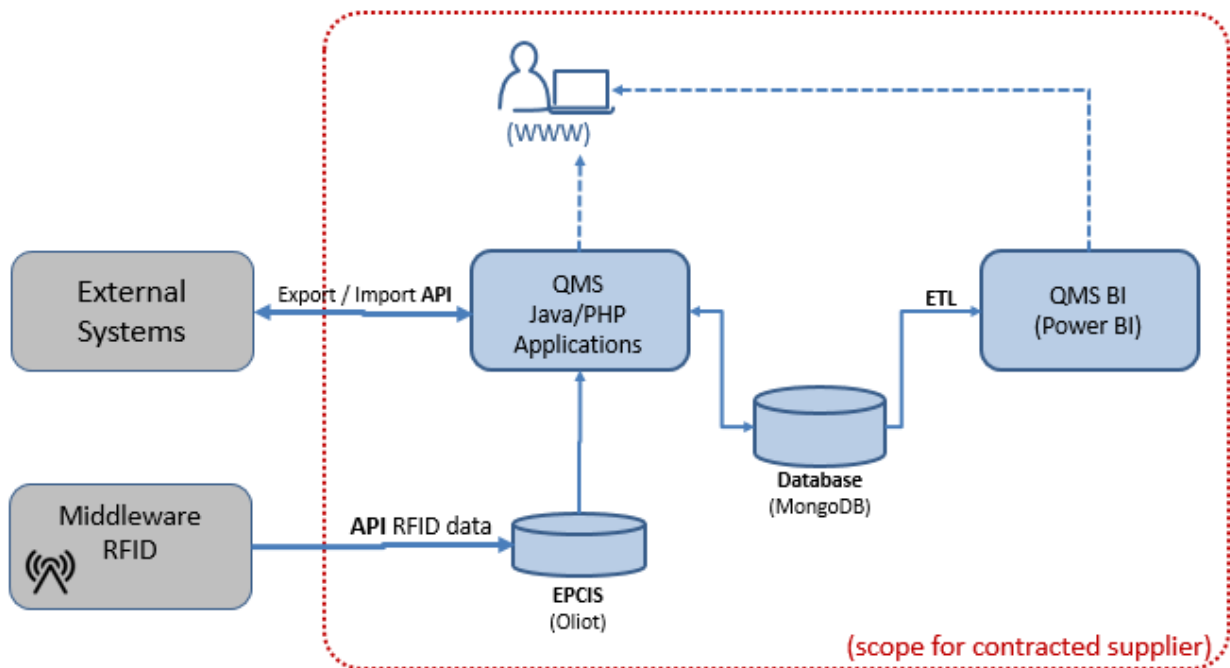 (WWW)
External
Systems
Export / Import API
QMS
Java/PHP
Applications
ETL
QMS BI
(Power BI)
Database
(MongoDB)
Middleware
RFID
API RFID data
EPCIS
(Oliot)
(scope for contracted supplier)